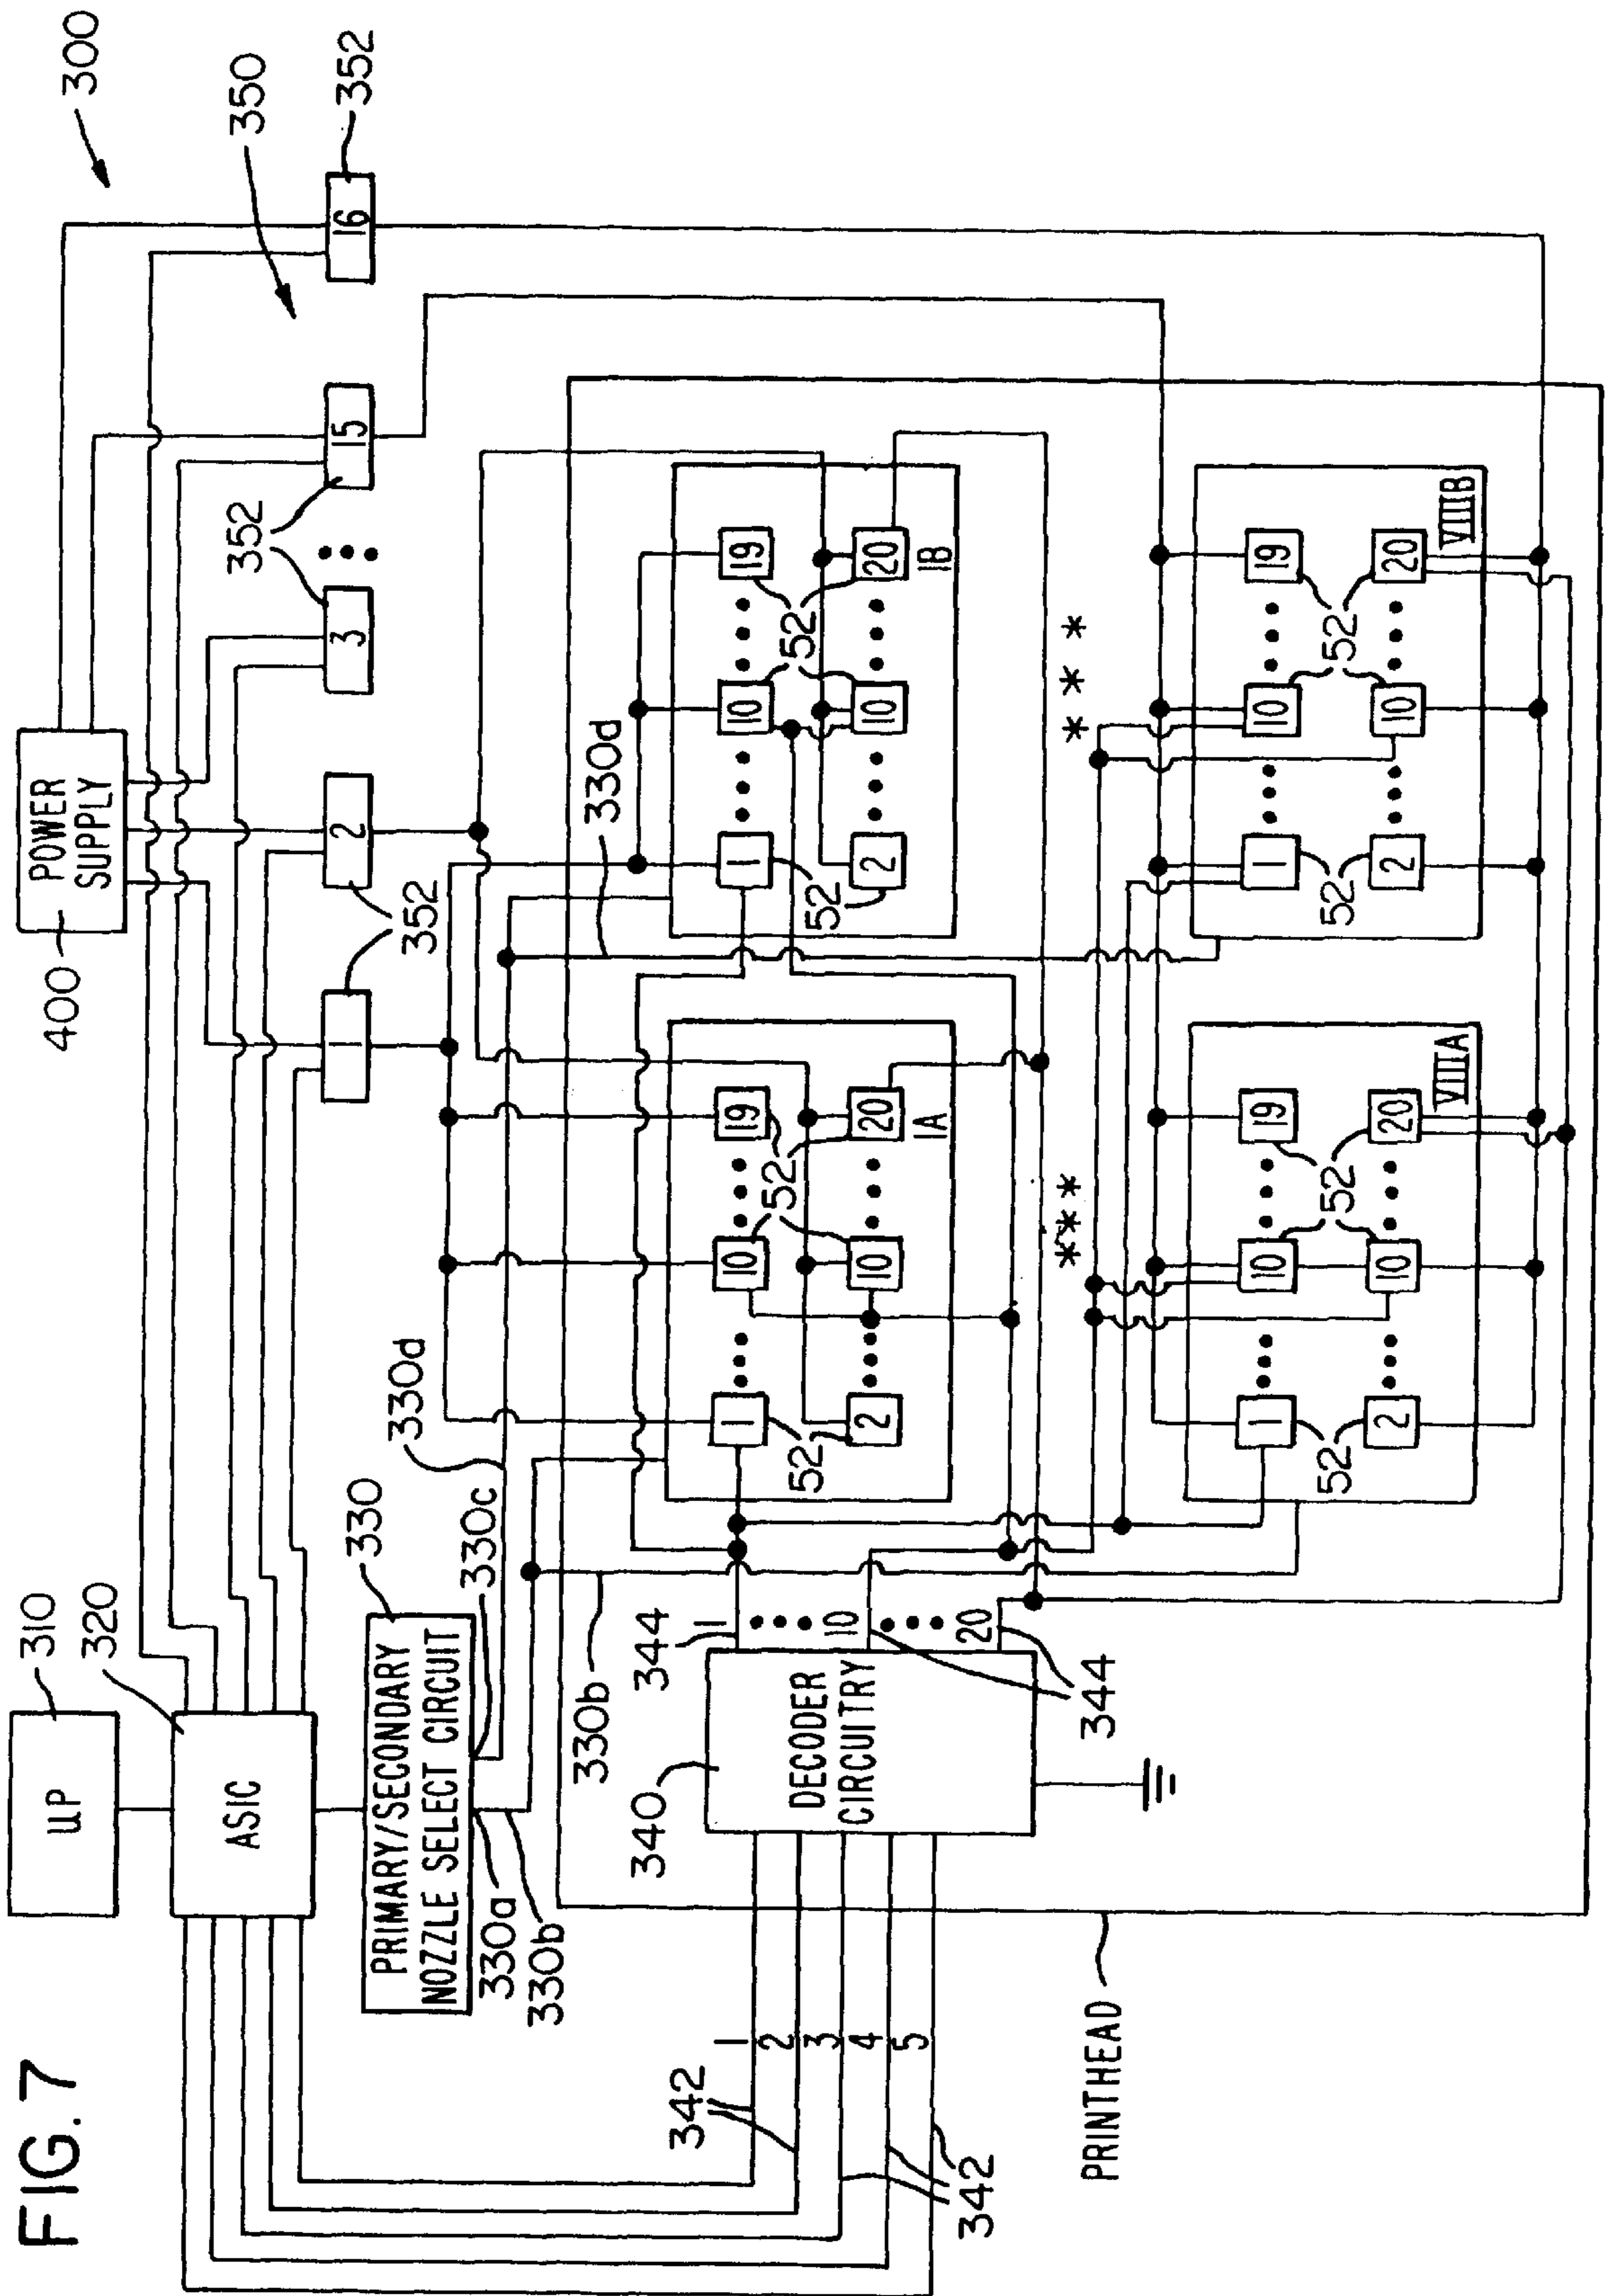 FIG. 7
300
310
µP
320
ASIC
330
PRIMARY/SECONDARY
NOZZLE SELECT CIRCUIT
330a
330b
330c
330d
330d
330b
400
POWER
SUPPLY
350
352
352
352
1
2
3
15
16
340
DECODER
CIRCUITRY
342
342
1
2
3
4
5
344
344
1
10
20
PRINTHEAD
1
10
19
52
52
2
10
20
1A
1
10
19
52
52
2
10
20
1B
* * *
* * *
1
10
19
52
52
2
10
20
VIIIA
1
10
19
52
52
2
10
20
VIIIB